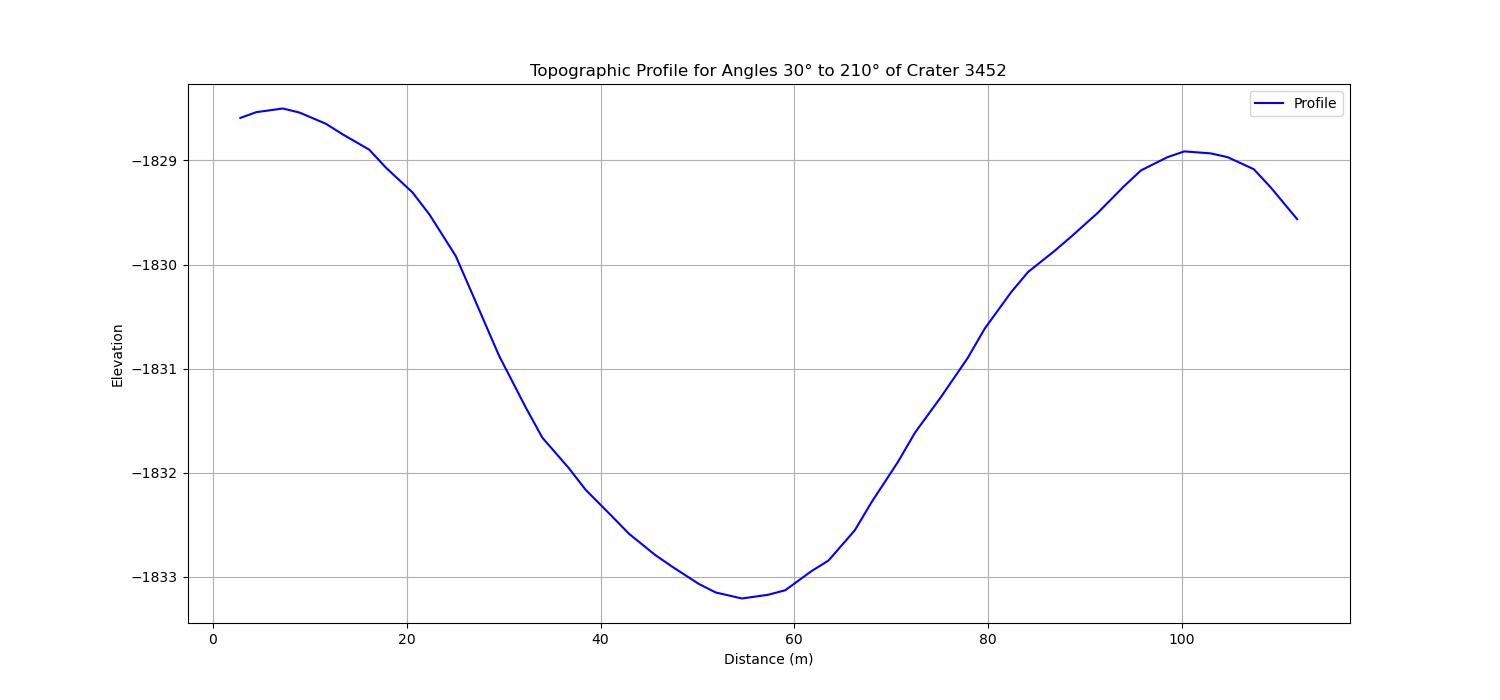 Topographic Profile for Angles 30° to 210° of Crater 3452
Profile
−1829
−1830
−1831
−1832
−1833
Elevation
0 20 40 60 80 100
Distance (m)